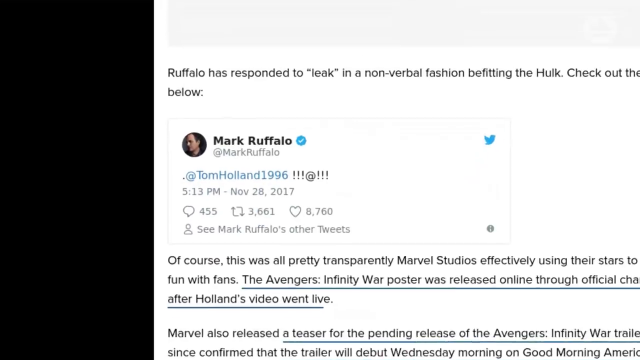 Ruffalo has responded to “leak” in a non-verbal fashion befitting the Hulk. Check out the
below:
Mark Ruffalo
@MarkRuffalo
.@TomHolland1996 !!!@!!!
5:13 PM - Nov 28, 2017
455 3,661 8,760
See Mark Ruffalo's other Tweets
Of course, this was all pretty transparently Marvel Studios effectively using their stars to
fun with fans. The Avengers: Infinity War poster was released online through official
after Holland’s video went live.
Marvel also released a teaser for the pending release of the Avengers: Infinity War
since confirmed that the trailer will debut Wednesday morning on Good Morning